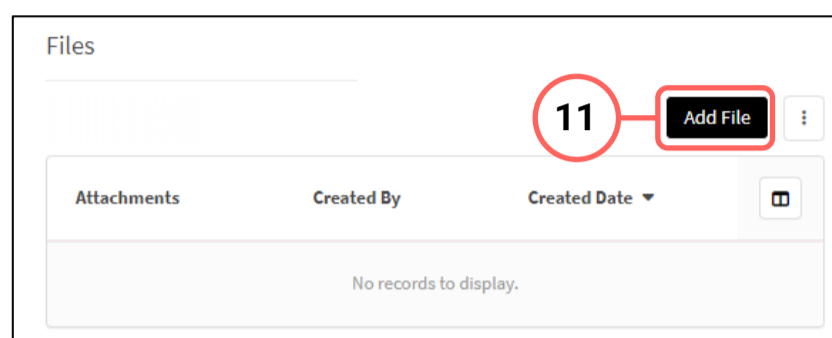 Files
11 Add File
Attachments Created By Created Date
No records to display.